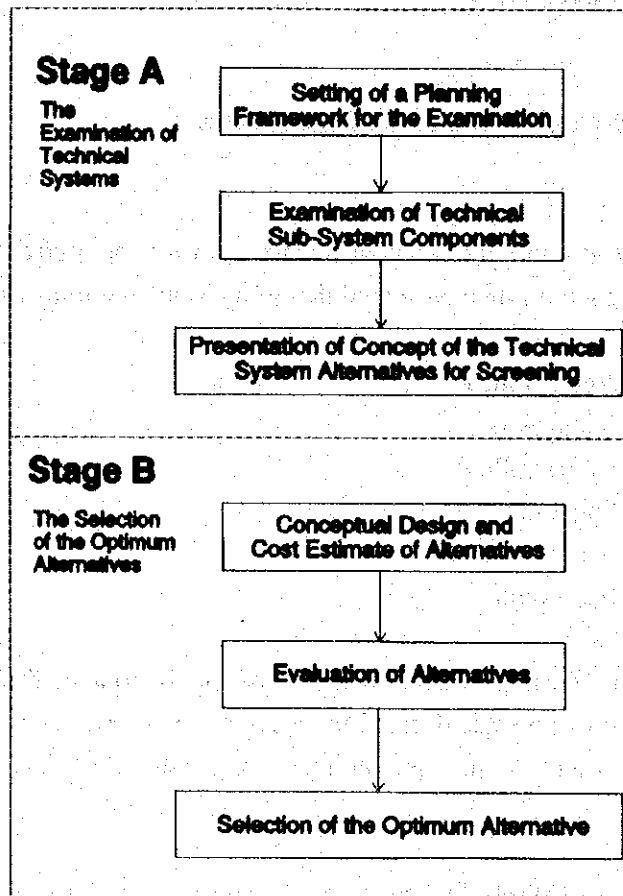 Stage A
The
Examination of
Technical
Systems
Setting of a Planning
Framework for the Examination
Examination of Technical
Sub-System Components
Presentation of Concept of the Technical
System Alternatives for Screening
Stage B
The Selection
of the Optimum
Alternatives
Conceptual Design and
Cost Estimate of Alternatives
Evaluation of Alternatives
Selection of the Optimum Alternative